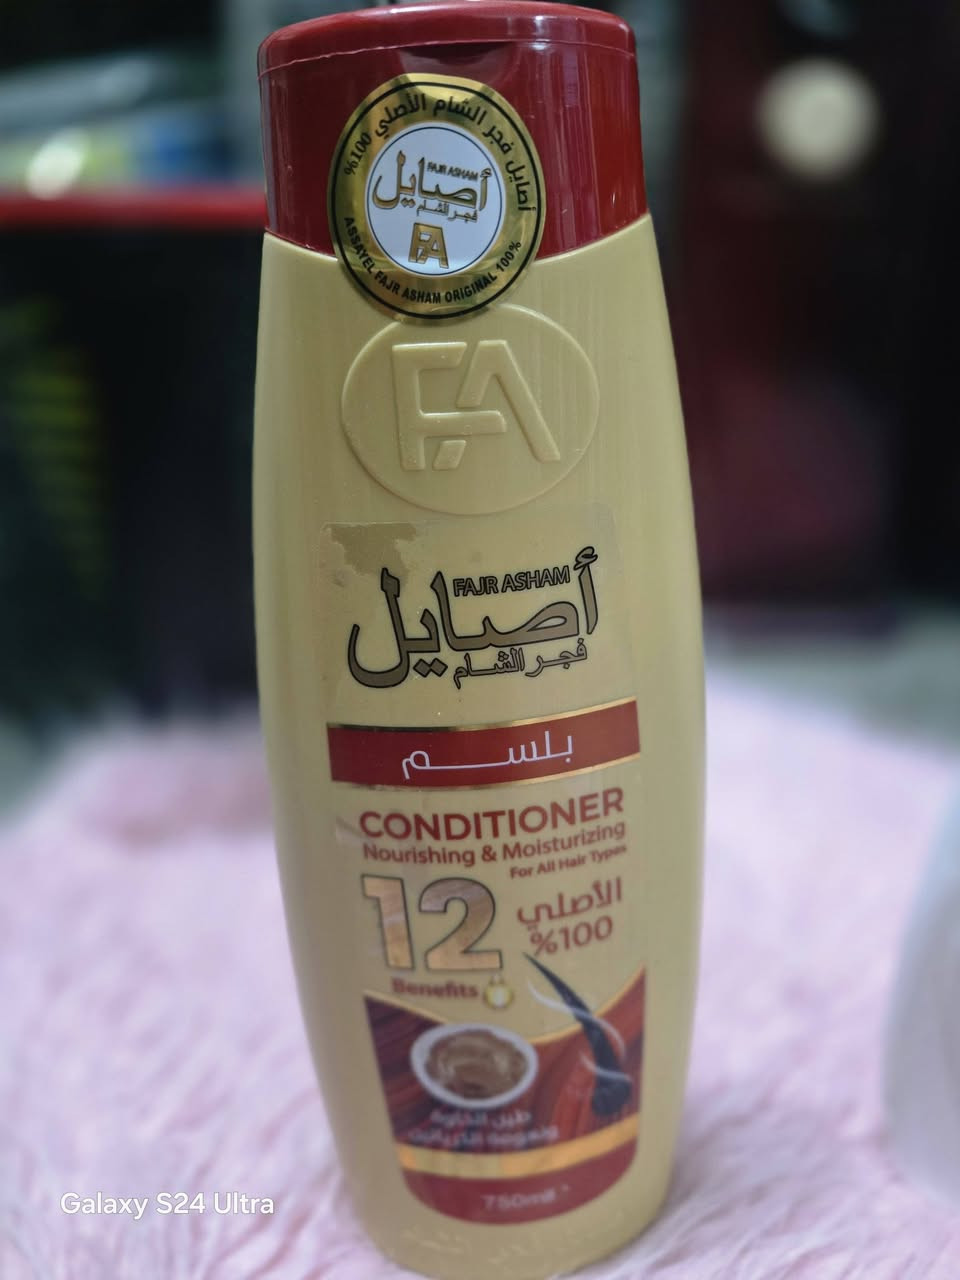 أصايل فجر الشام الأصلي 100%
FAJR ASHAM
أصايل
فجر الشام
FA
ASSAYEL FAJR ASHAM ORIGINAL 100%
FA
FAJR ASHAM
أصايل
فجر الشام
بلسم
CONDITIONER
Nourishing & Moisturizing
For All Hair Types
12
الأصلي
%100
Benefits
750ml
Galaxy S24 Ultra